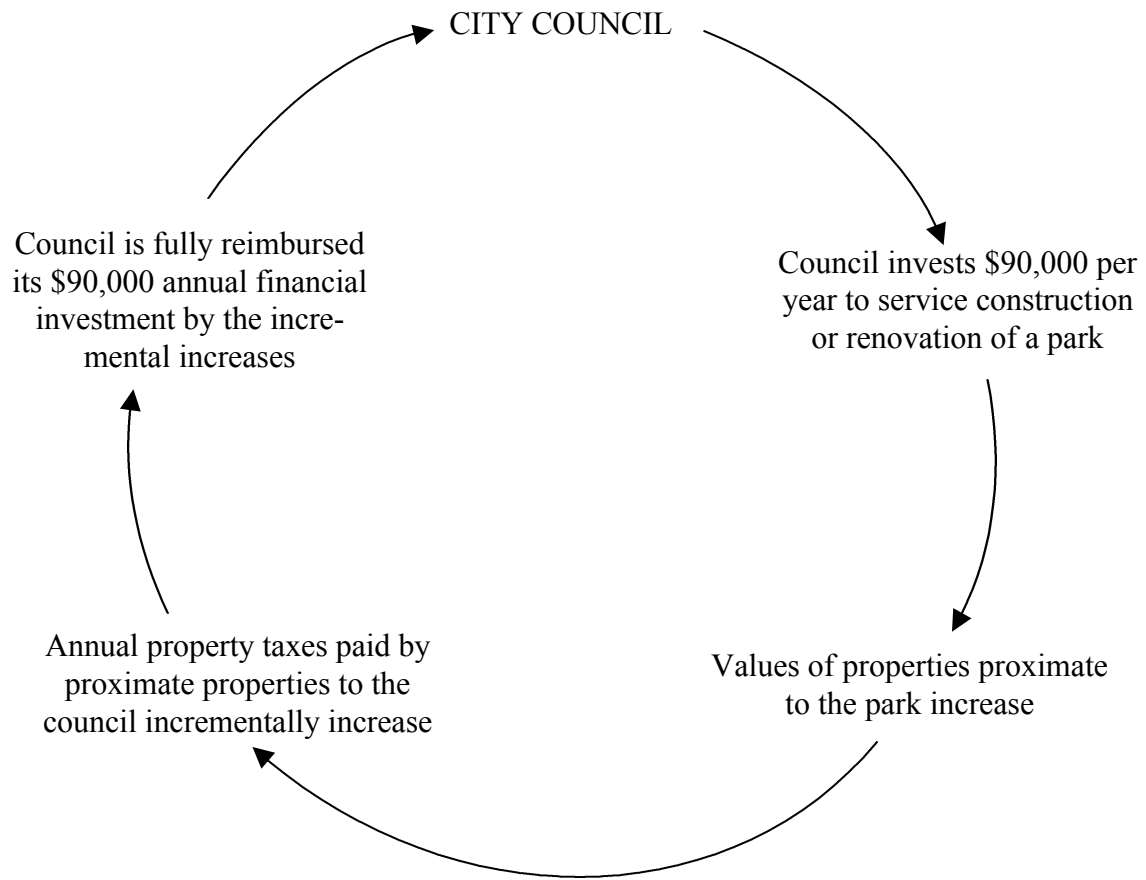 CITY COUNCIL
Council invests $90,000 per
year to service construction
or renovation of a park
Values of properties proximate
to the park increase
Annual property taxes paid by
proximate properties to the
council incrementally increase
Council is fully reimbursed
its $90,000 annual financial
investment by the incre-
mental increases